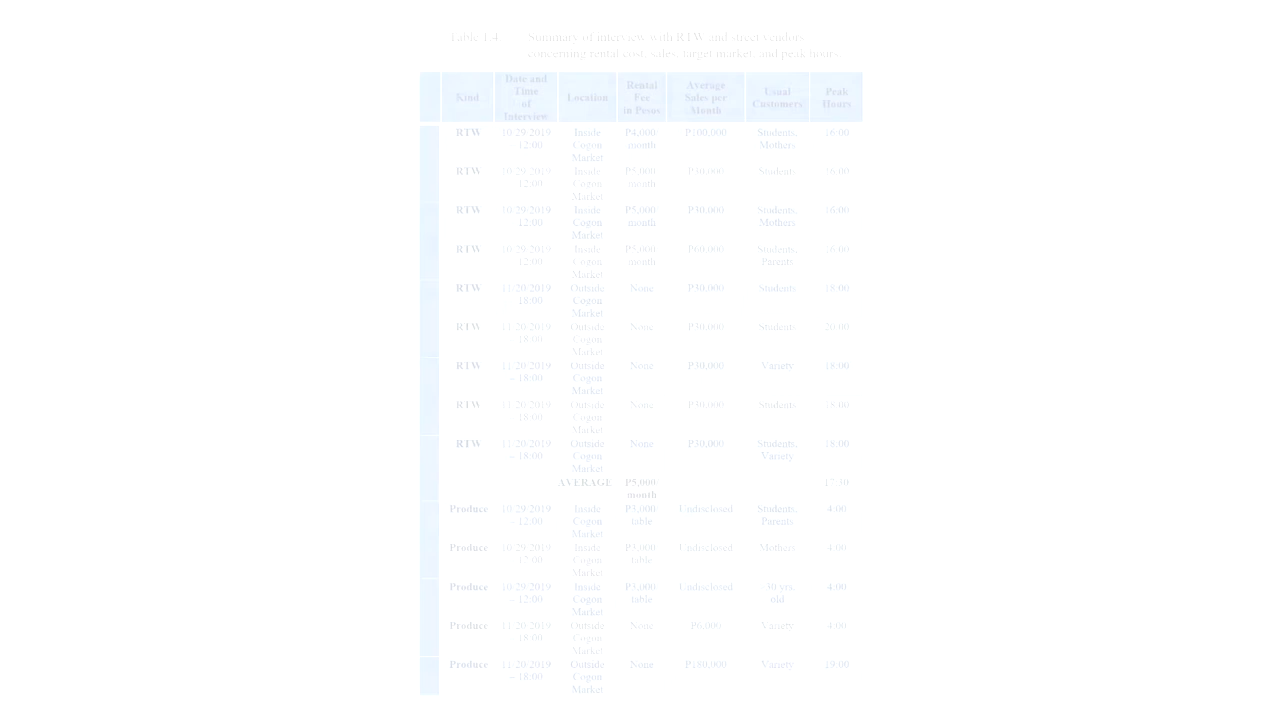 Table 1.4. Summary of interview with RTW and street vendors
concerning rental cost, sales, target market, and peak hours
Kind Date and Time of Interview Location Rental Fee in Pesos Average Sales per Month Usual Customers Peak Hours
RTW 10-29-2019 – 12:00 Inside Cogon Market P4,000/month P100,000 Students, Mothers 16:00
RTW 10-29-2019 – 12:00 Inside Cogon Market P5,000/month Students 16:00
RTW 10-29-2019 – 12:00 Inside Cogon Market P5,000/month P30,000 Students, Mothers 16:00
RTW 10-29-2019 – 12:00 Inside Cogon Market P5,000/month P60,000 Students, Parents 16:00
RTW 11-20-2019 – 18:00 Outside Cogon Market None P30,000 Students 18:00
RTW 11-20-2019 – 18:00 Outside Cogon Market None P30,000 Students 20:00
RTW 11-20-2019 – 18:00 Outside Cogon Market None P30,000 Variety 18:00
RTW 11-20-2019 – 18:00 Outside Cogon Market None P30,000 Students 18:00
RTW 11-20-2019 – 18:00 Outside Cogon Market None P30,000 Students, Variety 18:00
AVERAGE P5,000/month 17:30
Produce 10-29-2019 – 12:00 Inside Cogon Market P3,000/table Undisclosed Students, Parents 4:00
Produce 10-29-2019 – 12:00 Inside Cogon Market P3,000/table Undisclosed Mothers 4:00
Produce 10-29-2019 – 12:00 Inside Cogon Market P3,000/table Undisclosed 30 yrs. old 4:00
Produce 11-20-2019 – 18:00 Outside Cogon Market None P6,000 Variety 4:00
Produce 11-20-2019 – 18:00 Outside Cogon Market None P180,000 Variety 19:00